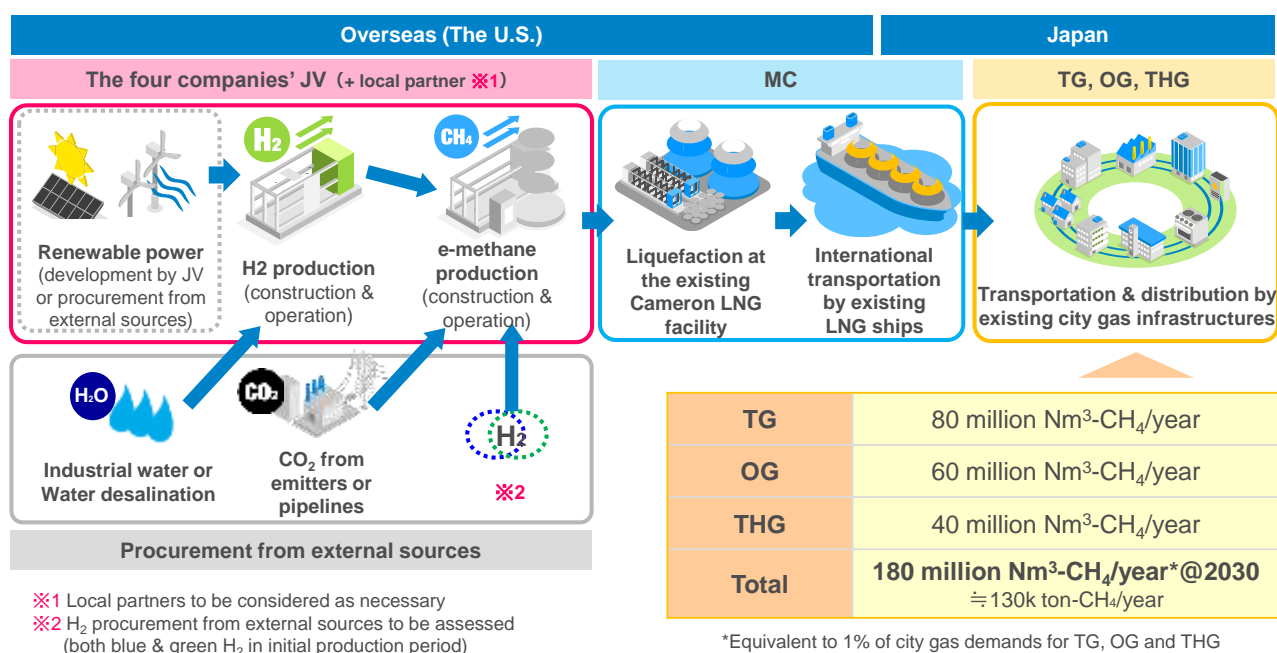 Overseas (The U.S.)
Japan
The four companies' JV (+ local partner ※1)
MC
TG, OG, THG
H₂
CH₄
Renewable power
(development by JV
or procurement from
external sources)
H2 production
(construction &
operation)
e-methane
production
(construction &
operation)
Liquefaction at
the existing
Cameron LNG
facility
International
transportation
by existing
LNG ships
Transportation & distribution by
existing city gas infrastructures
H₂O
Industrial water or
Water desalination
CO₂
CO₂ from
emitters or
pipelines
H₂
※2
Procurement from external sources
※1 Local partners to be considered as necessary
※2 H₂ procurement from external sources to be assessed
(both blue & green H₂ in initial production period)
TG 80 million Nm³-CH₄/year
OG 60 million Nm³-CH₄/year
THG 40 million Nm³-CH₄/year
Total 180 million Nm³-CH₄/year*@2030
≒130k ton-CH₄/year
*Equivalent to 1% of city gas demands for TG, OG and THG